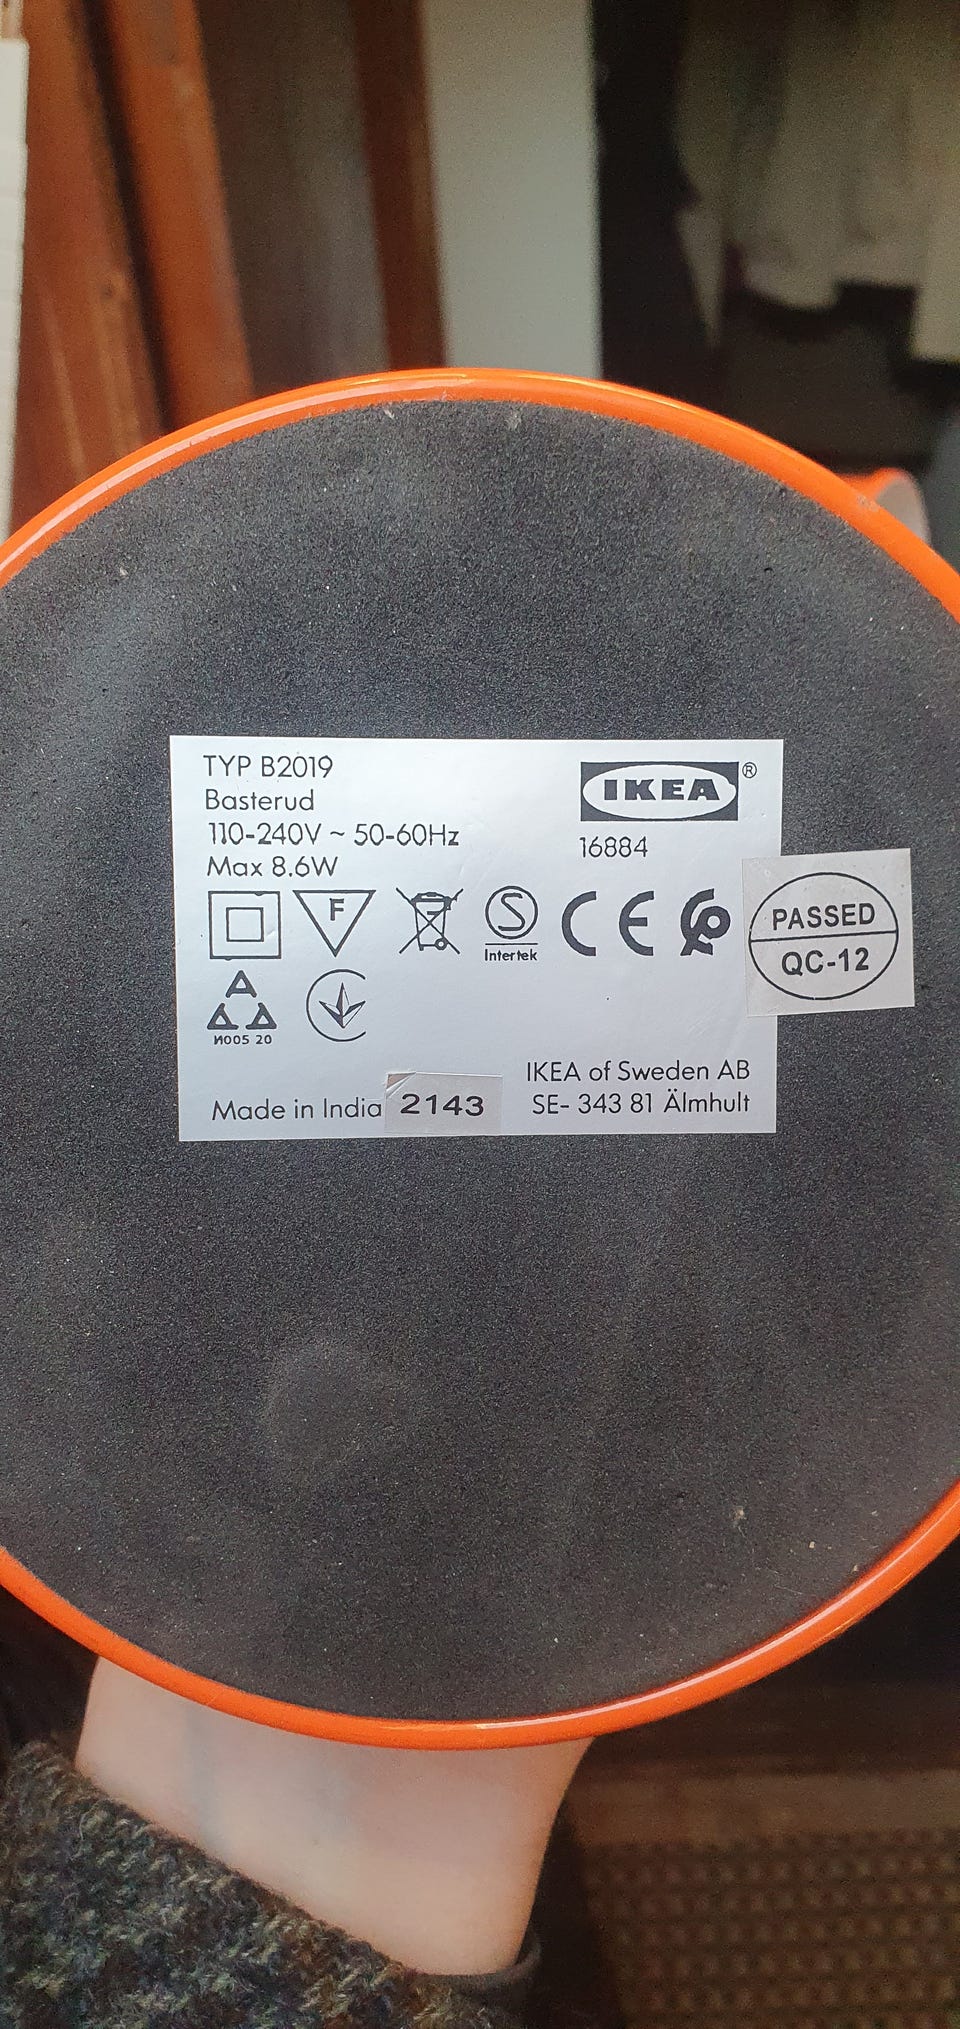 TYP B2019
Basterud
110-240V ~ 50-60Hz
Max 8.6W
IKEA ®
16884
F
S
Intertek
CE
PASSED
QC-12
И005 20
Made in India 2143
IKEA of Sweden AB
SE- 343 81 Älmhult